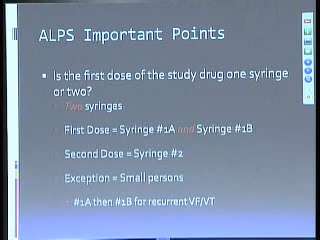 ALPS Important Points
Is the first dose of the study drug one syringe
or two?
Two syringes
First Dose = Syringe #1A and Syringe #1B
Second Dose = Syringe #2
Exception = Small persons
#1A then #1B for recurrent VF/VT